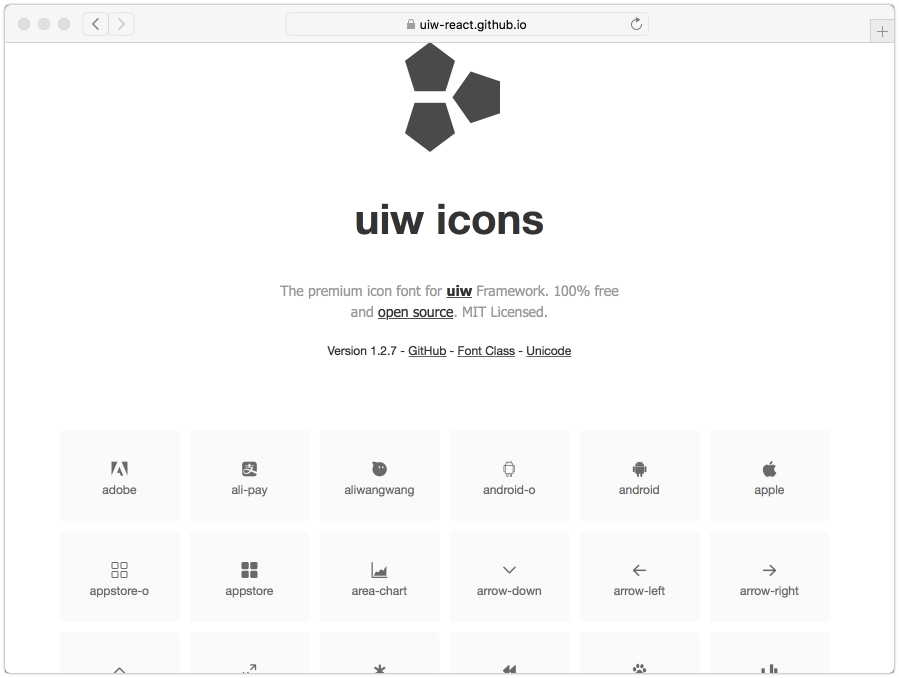 uiw-react.github.io
uiw icons
The premium icon font for uiw Framework. 100% free
and open source. MIT Licensed.
Version 1.2.7 - GitHub - Font Class - Unicode
adobe
ali-pay
aliwangwang
android-o
android
apple
appstore-o
appstore
area-chart
arrow-down
arrow-left
arrow-right